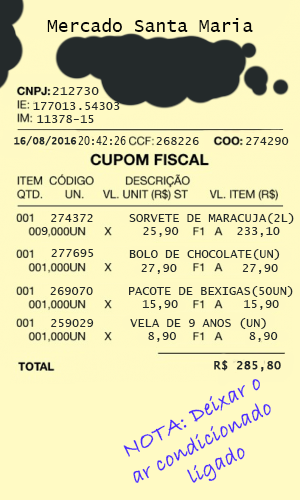 Mercado Santa Maria
CNPJ: 212730
IE: 177013.54303
IM: 11378-15
16/08/2016 20:42:26 CCF: 268226 COO: 274290
CUPOM FISCAL
ITEM CÓDIGO DESCRIÇÃO
QTD. UN. VL. UNIT (R$) ST VL. ITEM (R$)
001 274372 SORVETE DE MARACUJA(2L)
009,000UN X 25,90 F1 A 233,10
001 277695 BOLO DE CHOCOLATE(UN)
001,000UN X 27,90 F1 A 27,90
001 269070 PACOTE DE BEXIGAS(50UN)
001,000UN X 15,90 F1 A 15,90
001 259029 VELA DE 9 ANOS (UN)
001,000UN X 8,90 F1 A 8,90
TOTAL R$ 285,80
NOTA: Deixar o
ar condicionado
ligado